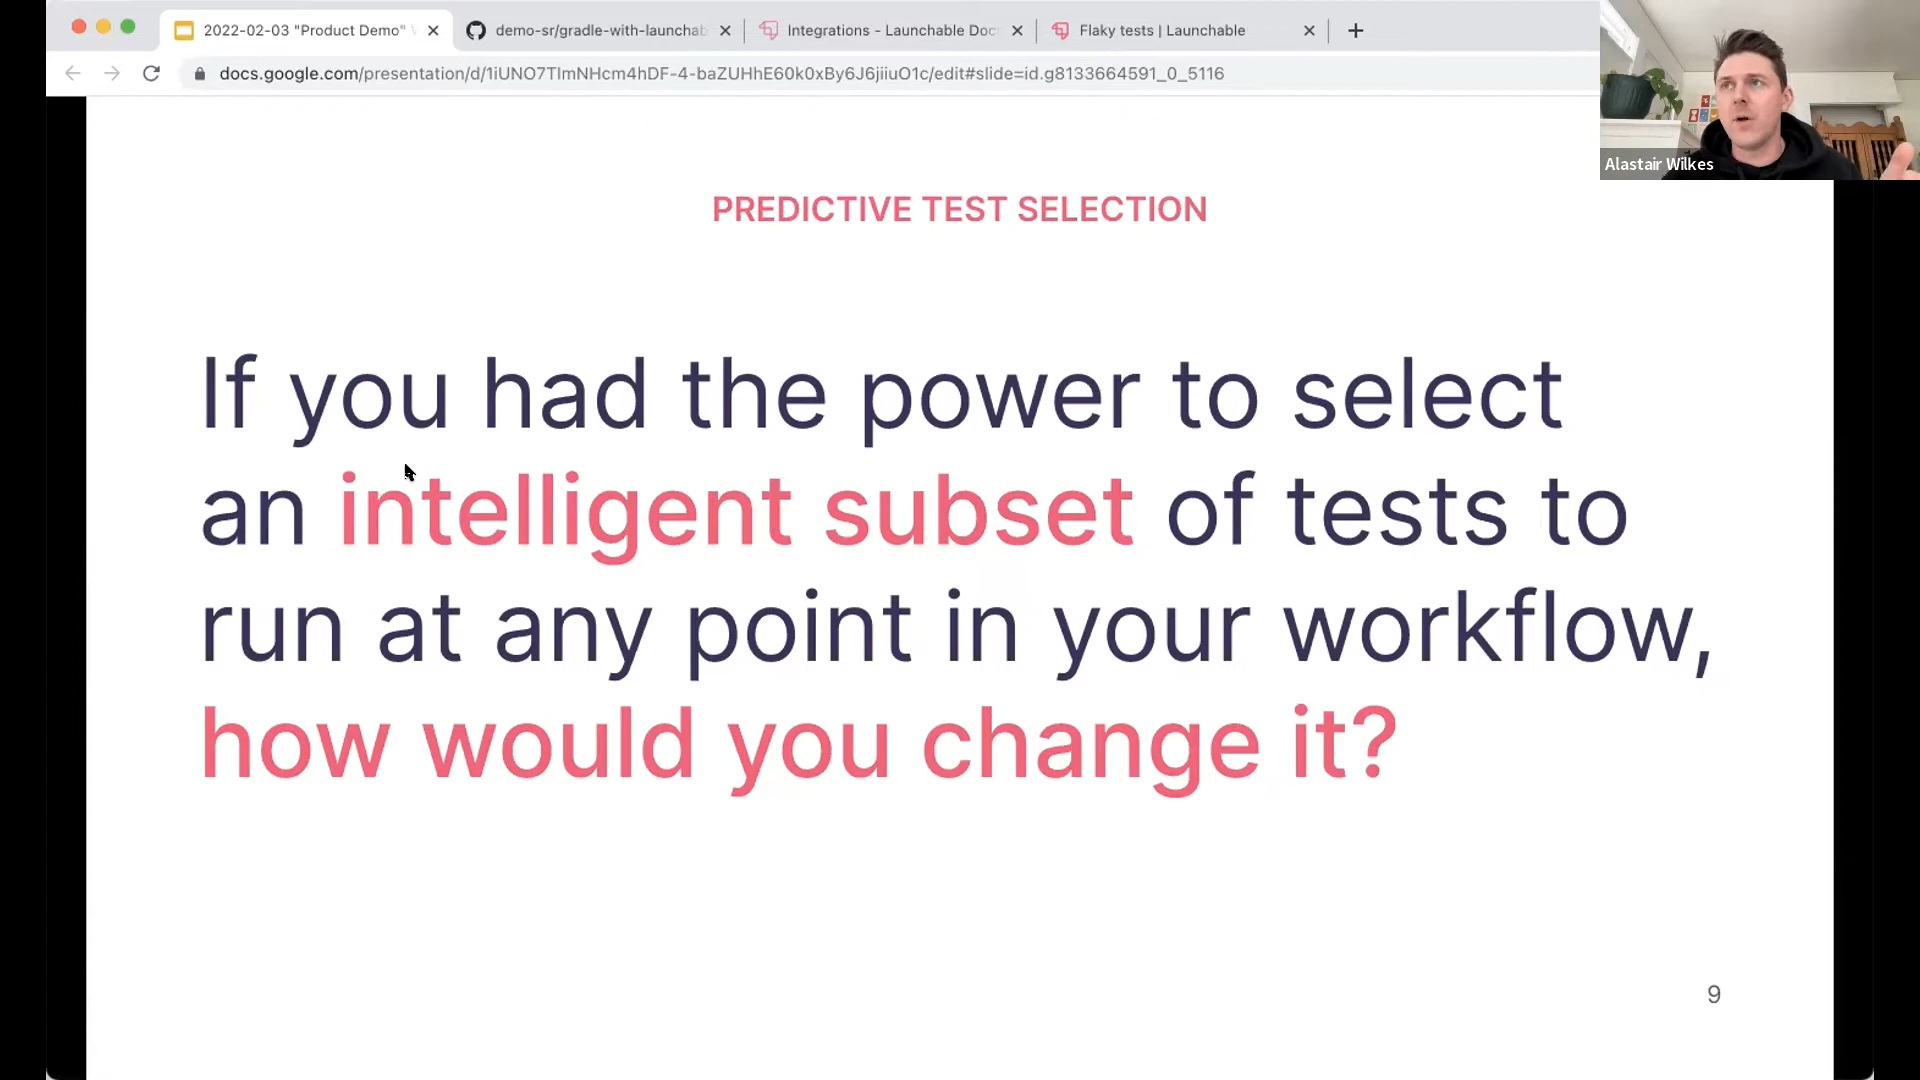 2022-02-03 "Product Demo"
demo-sr/gradle-with-launchab
Integrations - Launchable Doc
Flaky tests | Launchable
docs.google.com/presentation/d/1iUNO7TImNHcm4hDF-4-baZUHhE60k0xBy6J6jiiuO1c/edit#slide=id.g8133664591_0_5116
Alastair Wilkes
PREDICTIVE TEST SELECTION
If you had the power to select
an intelligent subset of tests to
run at any point in your workflow,
how would you change it?
9